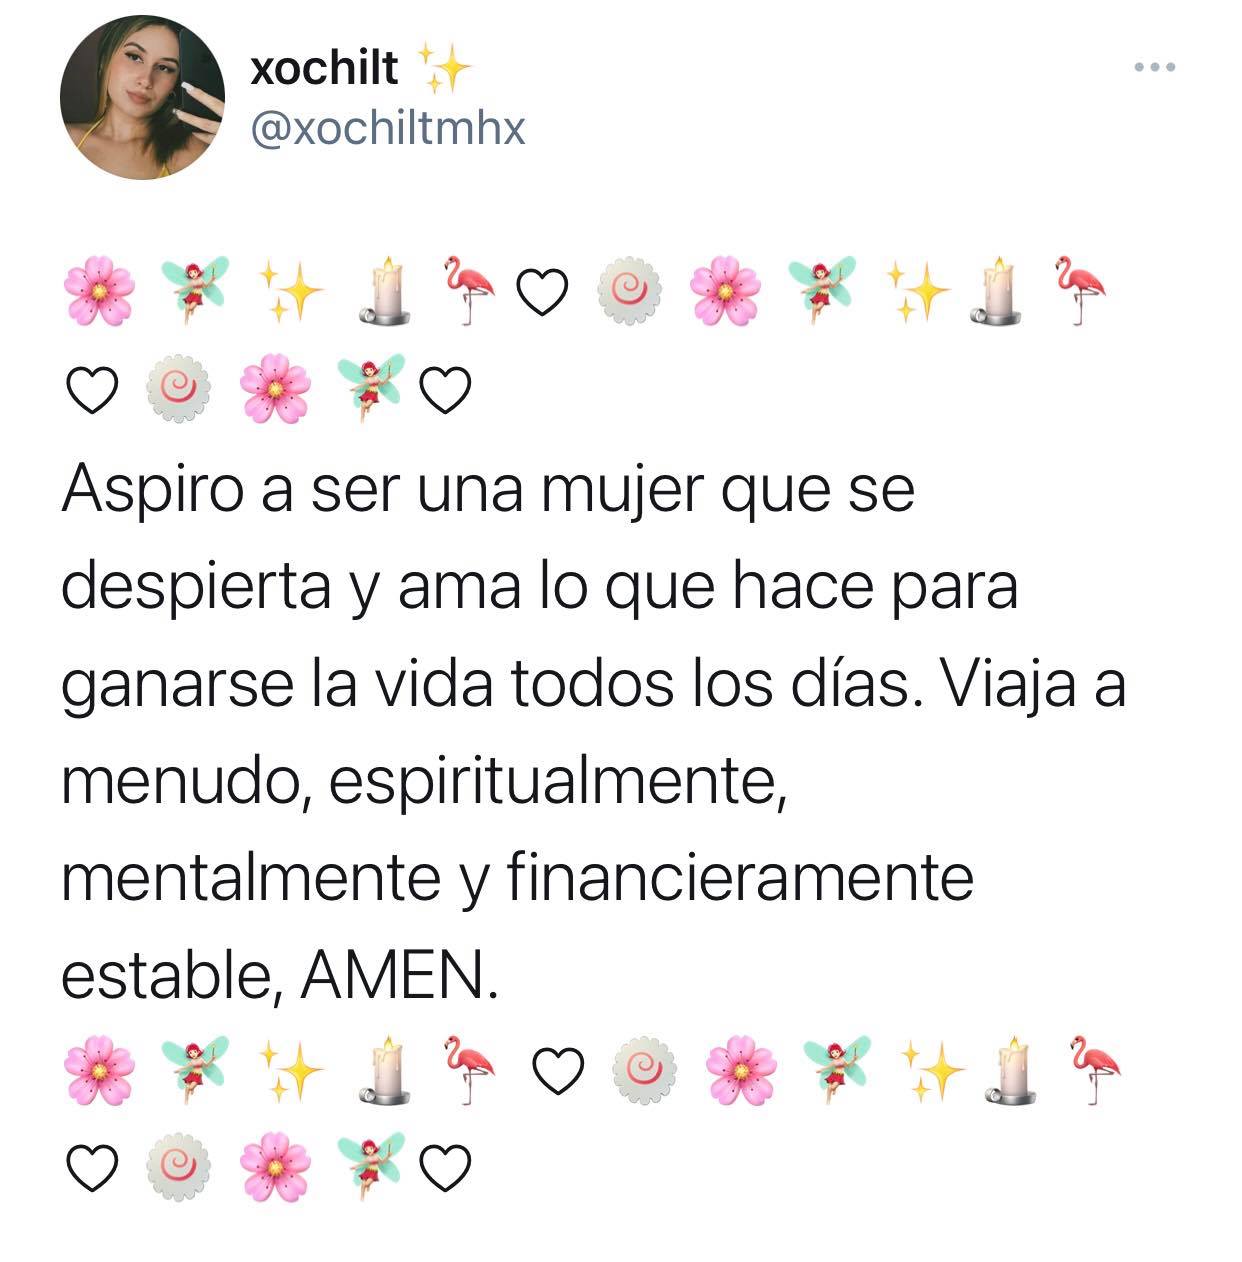 xochilt ✨
@xochiltmhx
🌸 🧚🏻‍♀️ ✨ 🕯️ 🦩 ♡ 🍥 🌸 🧚🏻‍♀️ ✨ 🕯️ 🦩
♡ 🍥 🌸 🧚🏻‍♀️ ♡
Aspiro a ser una mujer que se
despierta y ama lo que hace para
ganarse la vida todos los días. Viaja a
menudo, espiritualmente,
mentalmente y financieramente
estable, AMEN.
🌸 🧚🏻‍♀️ ✨ 🕯️ 🦩 ♡ 🍥 🌸 🧚🏻‍♀️ ✨ 🕯️ 🦩
♡ 🍥 🌸 🧚🏻‍♀️ ♡